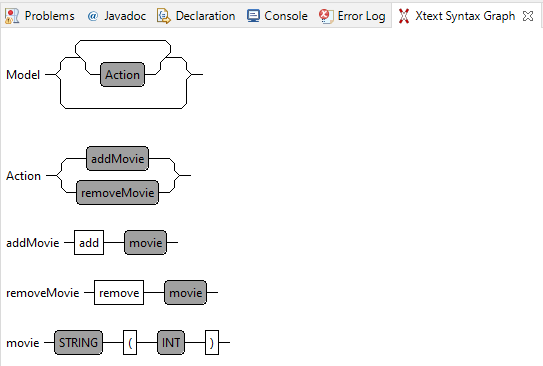 Problems @ Javadoc Declaration Console Error Log Xtext Syntax Graph
Model Action
Action addMovie
removeMovie
addMovie add movie
removeMovie remove movie
movie STRING ( INT )